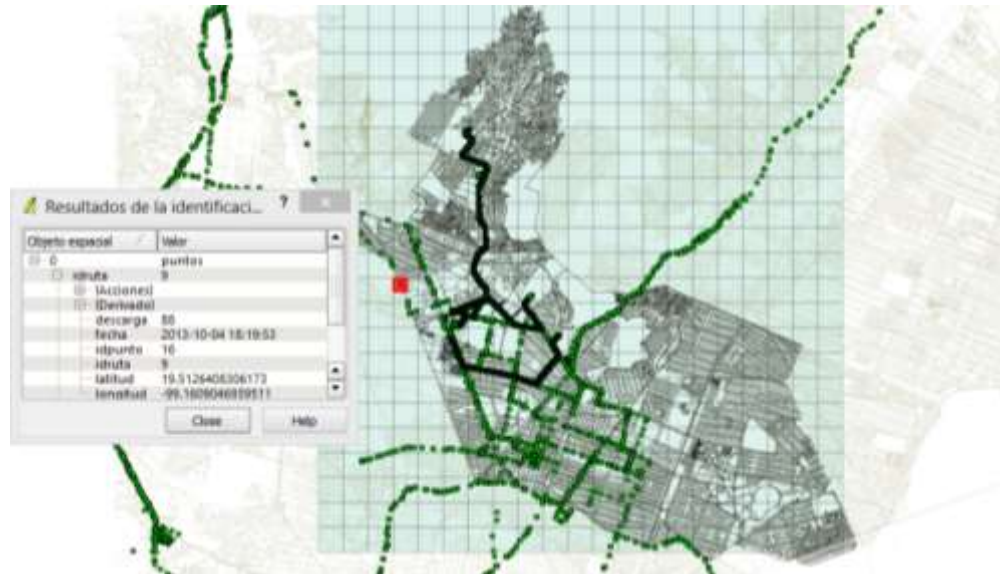 Resultados de la identificaci... ?
Objeto espacial Valor
0 puntos
idruta 9
(Acciones)
(Derivado)
descarga 88
fecha 2013-10-04 18:19:53
idpunto 16
idruta 9
latitud 19.5126408306173
longitud
Close Help